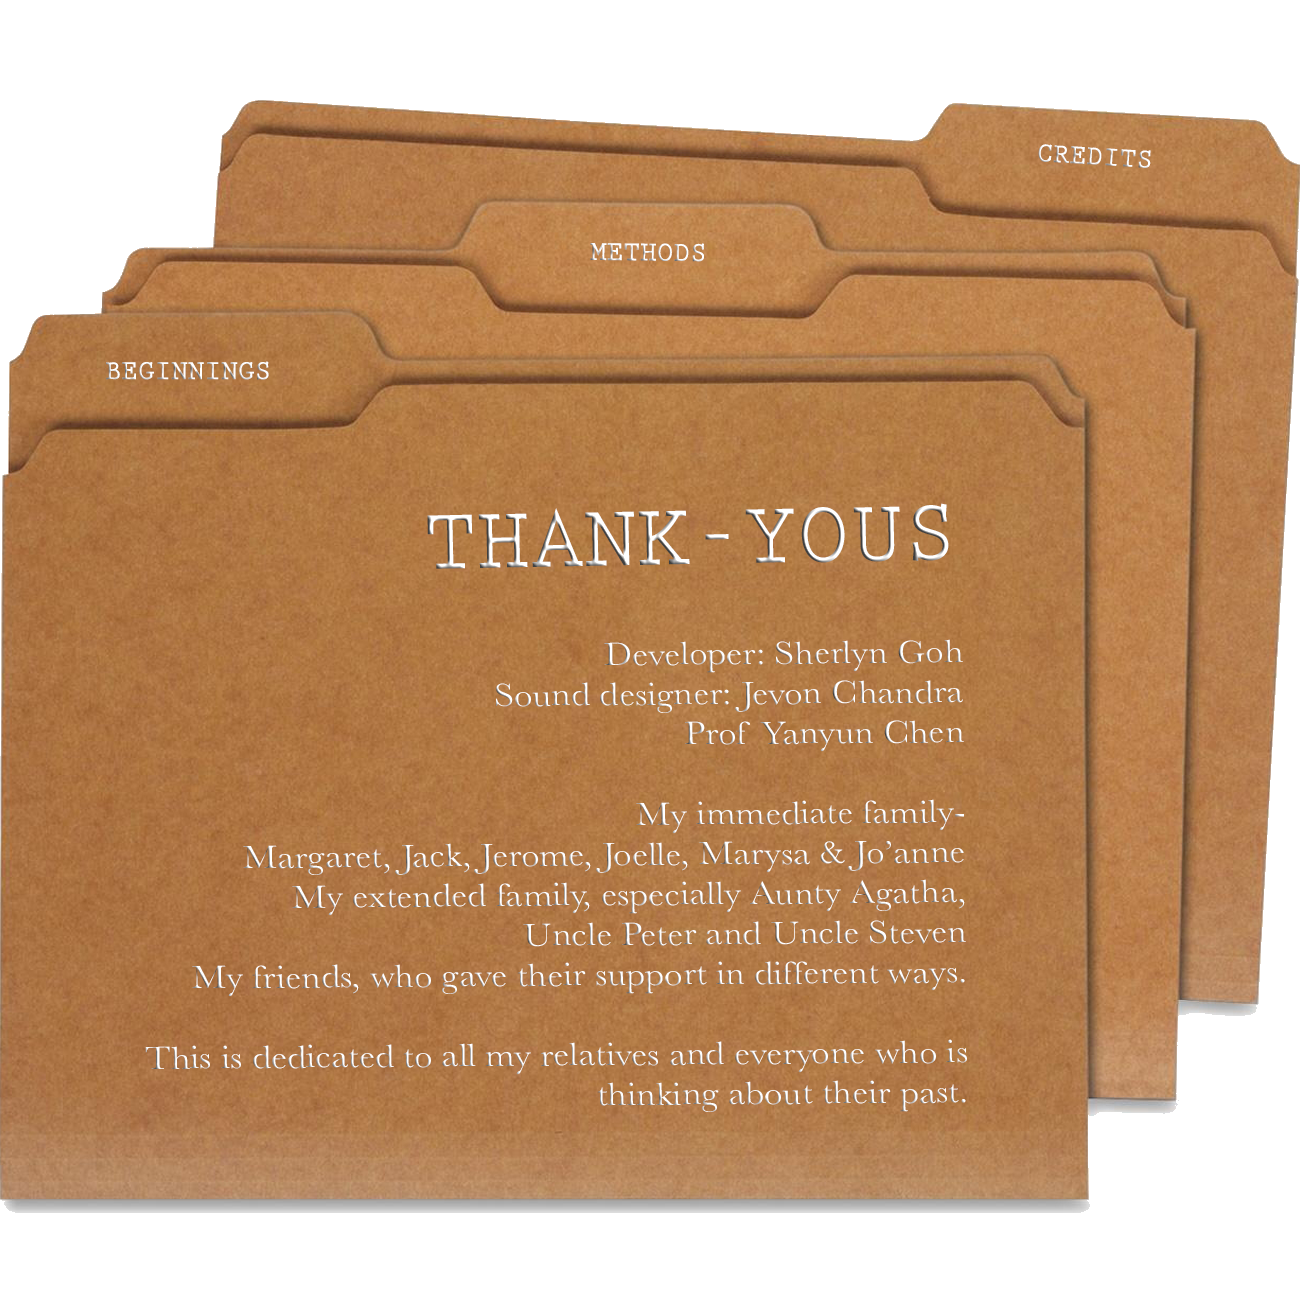 CREDITS
METHODS
BEGINNINGS
THANK-YOUS
Developer: Sherlyn Goh
Sound designer: Jevon Chandra
Prof Yanyun Chen
My immediate family-
Margaret, Jack, Jerome, Joelle, Marysa & Jo’anne
My extended family, especially Aunty Agatha,
Uncle Peter and Uncle Steven
My friends, who gave their support in different ways.
This is dedicated to all my relatives and everyone who is
thinking about their past.